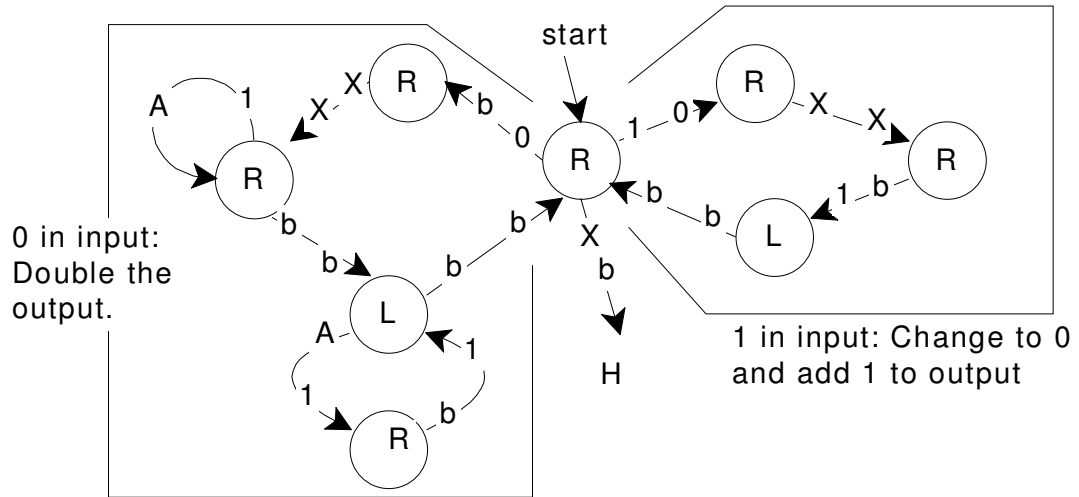 start
R
X
b
R
1
0
R
X
X
A
1
0
R
R
R
X
b
b
1
b
b
X
L
b
b
0 in input:
Double the
output.
b
b
L
A
1
1
b
R
H
1 in input: Change to 0
and add 1 to output